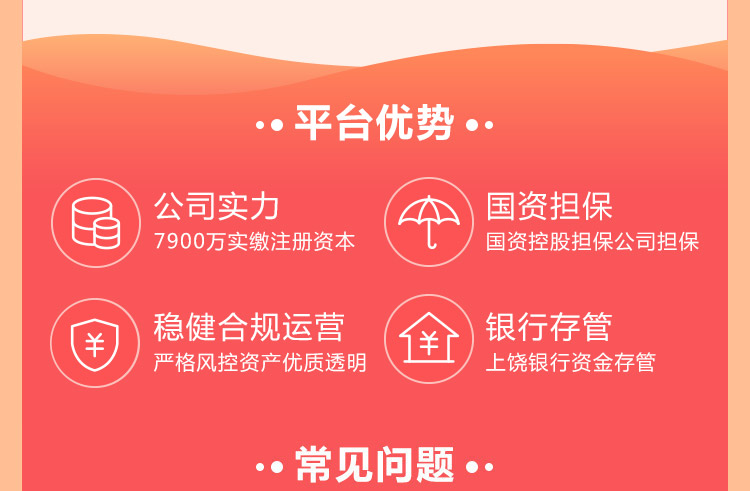 平台优势
公司实力
7900万实缴注册资本
国资担保
国资控股担保公司担保
稳健合规运营
严格风控资产优质透明
银行存管
上饶银行资金存管
常见问题